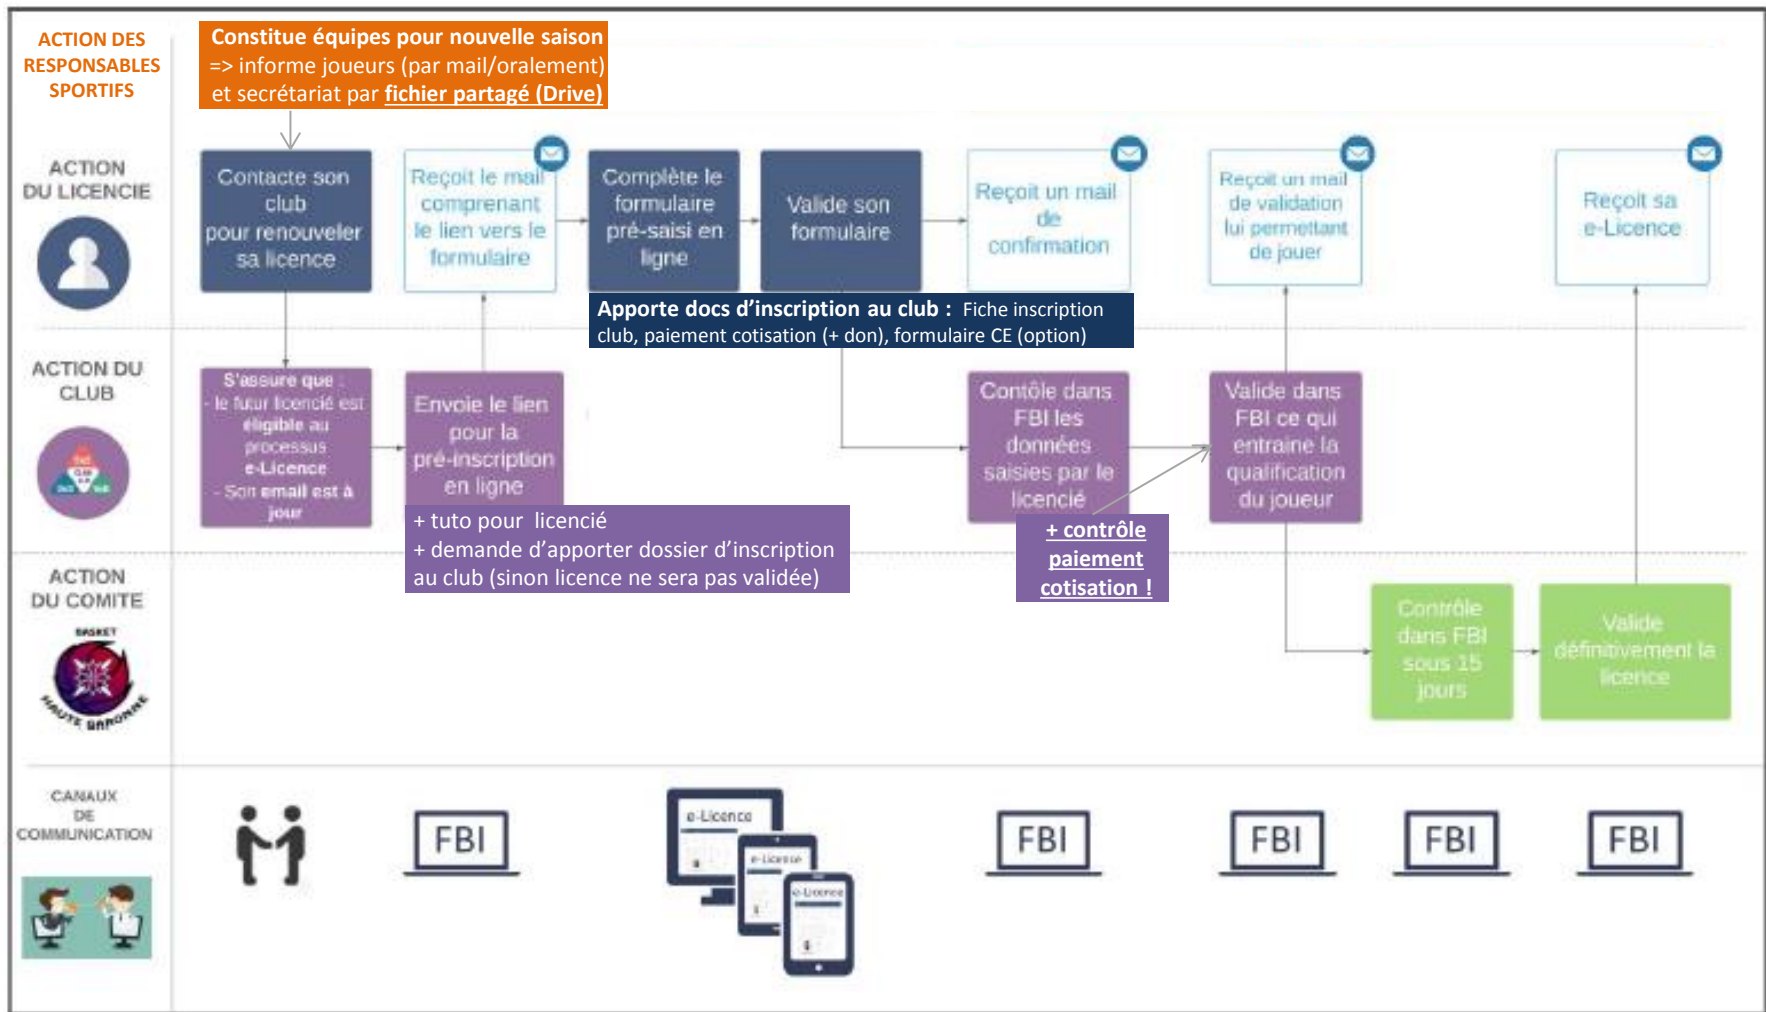 ACTION DES
RESPONSABLES
SPORTIFS
Constitue équipes pour nouvelle saison
=> informe joueurs (par mail/oralement)
et secrétariat par fichier partagé (Drive)
ACTION
DU LICENCIE
Contacte son
club
pour renouveler
sa licence
Reçoit le mail
comprenant
le lien vers le
formulaire
Complète le
formulaire
pré-saisi en
ligne
Valide son
formulaire
Reçoit un mail
de
confirmation
Reçoit un mail
de validation
lui permettant
de jouer
Reçoit sa
e-Licence
Apporte docs d’inscription au club : Fiche inscription
club, paiement cotisation (+ don), formulaire CE (option)
ACTION DU
CLUB
S'assure que :
- le futur licencié est
éligible au
processus
e-Licence
- Son email est à
jour
Envoie le lien
pour la
pré-inscription
en ligne
+ tuto pour licencié
+ demande d’apporter dossier d’inscription
au club (sinon licence ne sera pas validée)
Contôle dans
FBI les
données
saisies par le
licencié
+ contrôle
paiement
cotisation !
Valide dans
FBI ce qui
entraine la
qualification
du joueur
ACTION
DU COMITE
BASKET
HAUTE GARONNE
Contrôle
dans FBI
sous 15
jours
Valide
définitivement la
licence
CANAUX
DE
COMMUNICATION
FBI
e-Licence
e-Licence
e-Licence
FBI
FBI
FBI
FBI